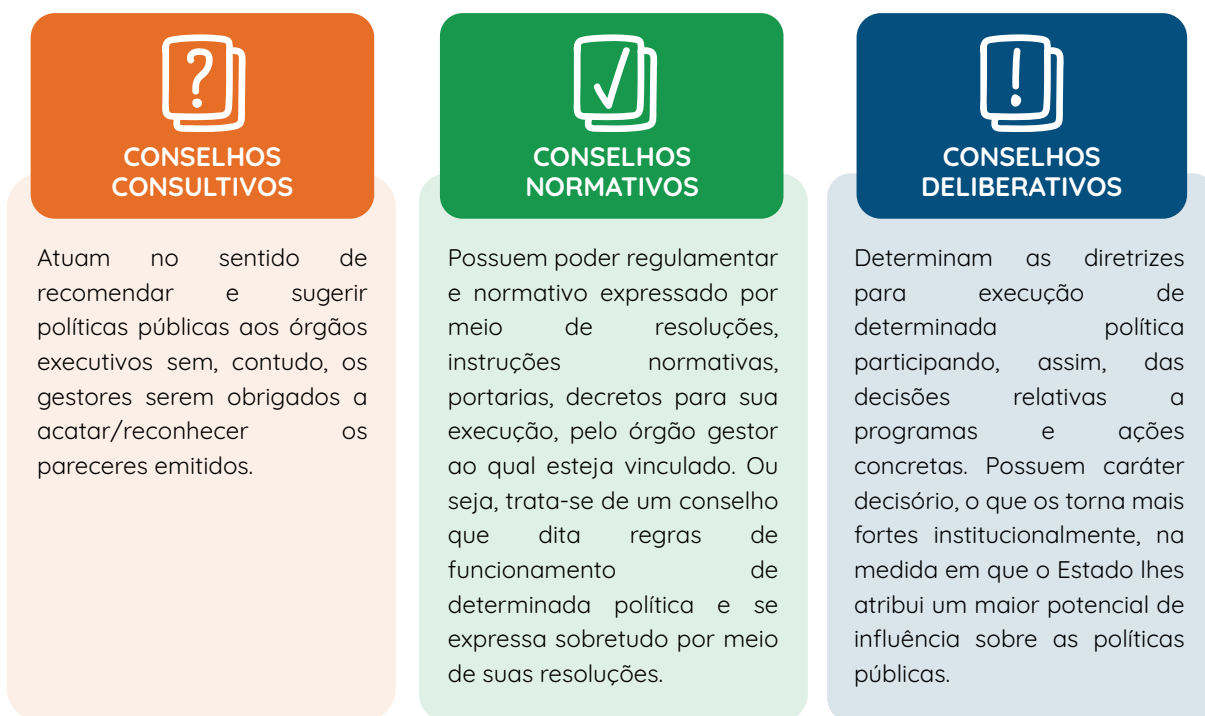 ?
CONSELHOS
CONSULTIVOS
Atuam no sentido de
recomendar e sugerir
políticas públicas aos órgãos
executivos sem, contudo, os
gestores serem obrigados a
acatar/reconhecer os
pareceres emitidos.
CONSELHOS
NORMATIVOS
Possuem poder regulamentar
e normativo expressado por
meio de resoluções,
instruções normativas,
portarias, decretos para sua
execução, pelo órgão gestor
ao qual esteja vinculado. Ou
seja, trata-se de um conselho
que dita regras de
funcionamento de
determinada política e se
expressa sobretudo por meio
de suas resoluções.
!
CONSELHOS
DELIBERATIVOS
Determinam as diretrizes
para execução de
determinada política
participando, assim, das
decisões relativas a
programas e ações
concretas. Possuem caráter
decisório, o que os torna mais
fortes institucionalmente, na
medida em que o Estado lhes
atribui um maior potencial de
influência sobre as políticas
públicas.